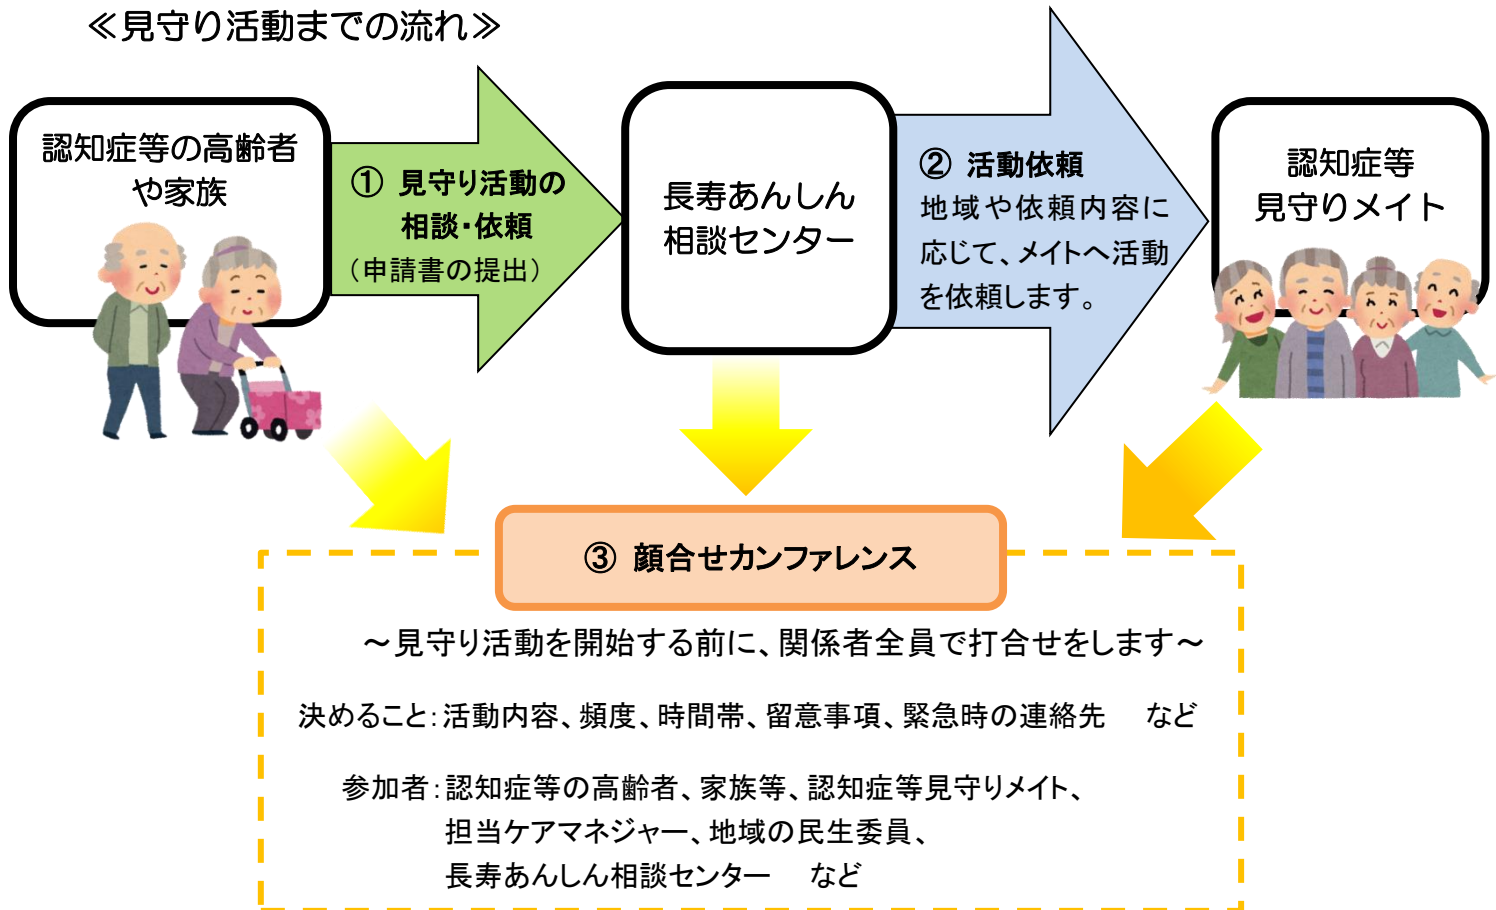 ≪見守り活動までの流れ≫
認知症等の高齢者
や家族
① 見守り活動の
相談・依頼
（申請書の提出）
長寿あんしん
相談センター
② 活動依頼
地域や依頼内容に
応じて、メイトへ活動
を依頼します。
認知症等
見守りメイト
③ 顔合せカンファレンス
～見守り活動を開始する前に、関係者全員で打合せをします～
決めること：活動内容、頻度、時間帯、留意事項、緊急時の連絡先　など
参加者：認知症等の高齢者、家族等、認知症等見守りメイト、
担当ケアマネジャー、地域の民生委員、
長寿あんしん相談センター　など